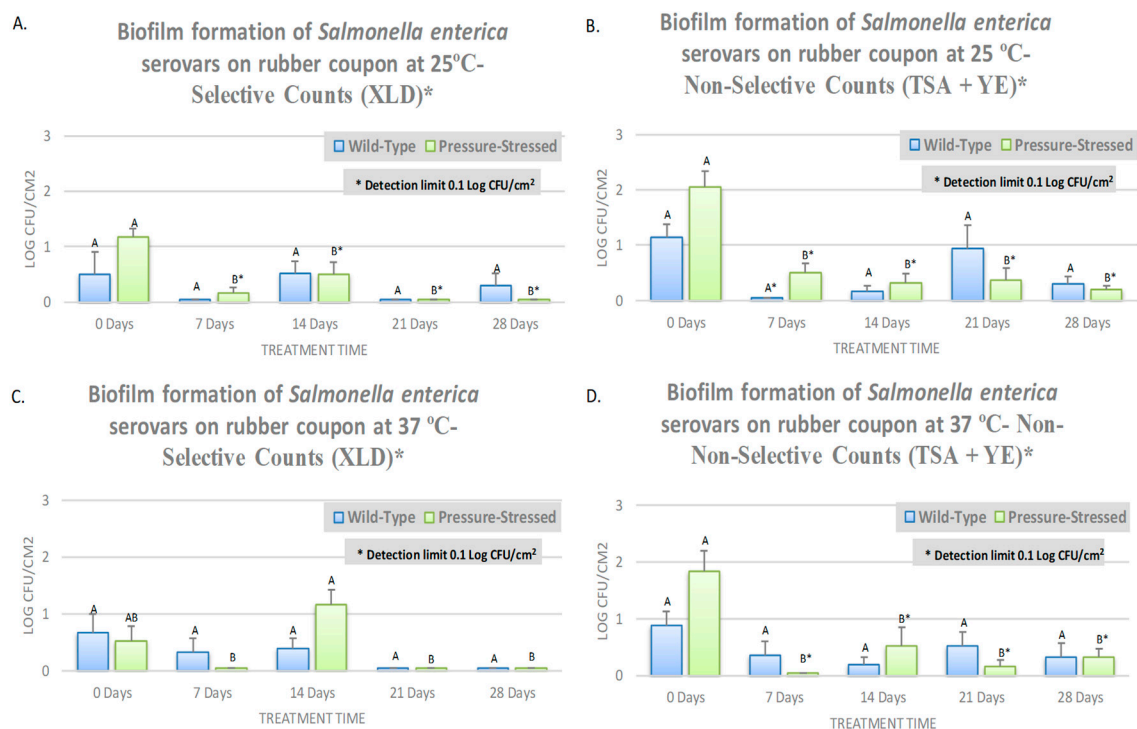 A.
Biofilm formation of Salmonella enterica
serovars on rubber coupon at 25ºC-
Selective Counts (XLD)*
3
2
1
0
LOG CFU/CM2
Wild-Type
Pressure-Stressed
* Detection limit 0.1 Log CFU/cm²
A
A
A
B*
A
B*
A
B*
A
B*
0 Days
7 Days
14 Days
21 Days
28 Days
TREATMENT TIME
B.
Biofilm formation of Salmonella enterica
serovars on rubber coupon at 25 ºC-
Non-Selective Counts (TSA + YE)*
3
2
1
0
LOG CFU/CM2
Wild-Type
Pressure-Stressed
* Detection limit 0.1 Log CFU/cm²
A
A
A*
B*
A
B*
A
B*
A
B*
0 Days
7 Days
14 Days
21 Days
28 Days
TREATMENT TIME
C.
Biofilm formation of Salmonella enterica
serovars on rubber coupon at 37 ºC-
Selective Counts (XLD)*
3
2
1
0
LOG CFU/CM2
Wild-Type
Pressure-Stressed
* Detection limit 0.1 Log CFU/cm²
A
AB
A
B
A
A
A
B
A
B
0 Days
7 Days
14 Days
21 Days
28 Days
TREATMENT TIME
D.
Biofilm formation of Salmonella enterica
serovars on rubber coupon at 37 ºC- Non-
Non-Selective Counts (TSA + YE)*
3
2
1
0
LOG CFU/CM2
Wild-Type
Pressure-Stressed
* Detection limit 0.1 Log CFU/cm²
A
A
A
B*
A
B*
A
B*
A
B*
0 Days
7 Days
14 Days
21 Days
28 Days
TREATMENT TIME